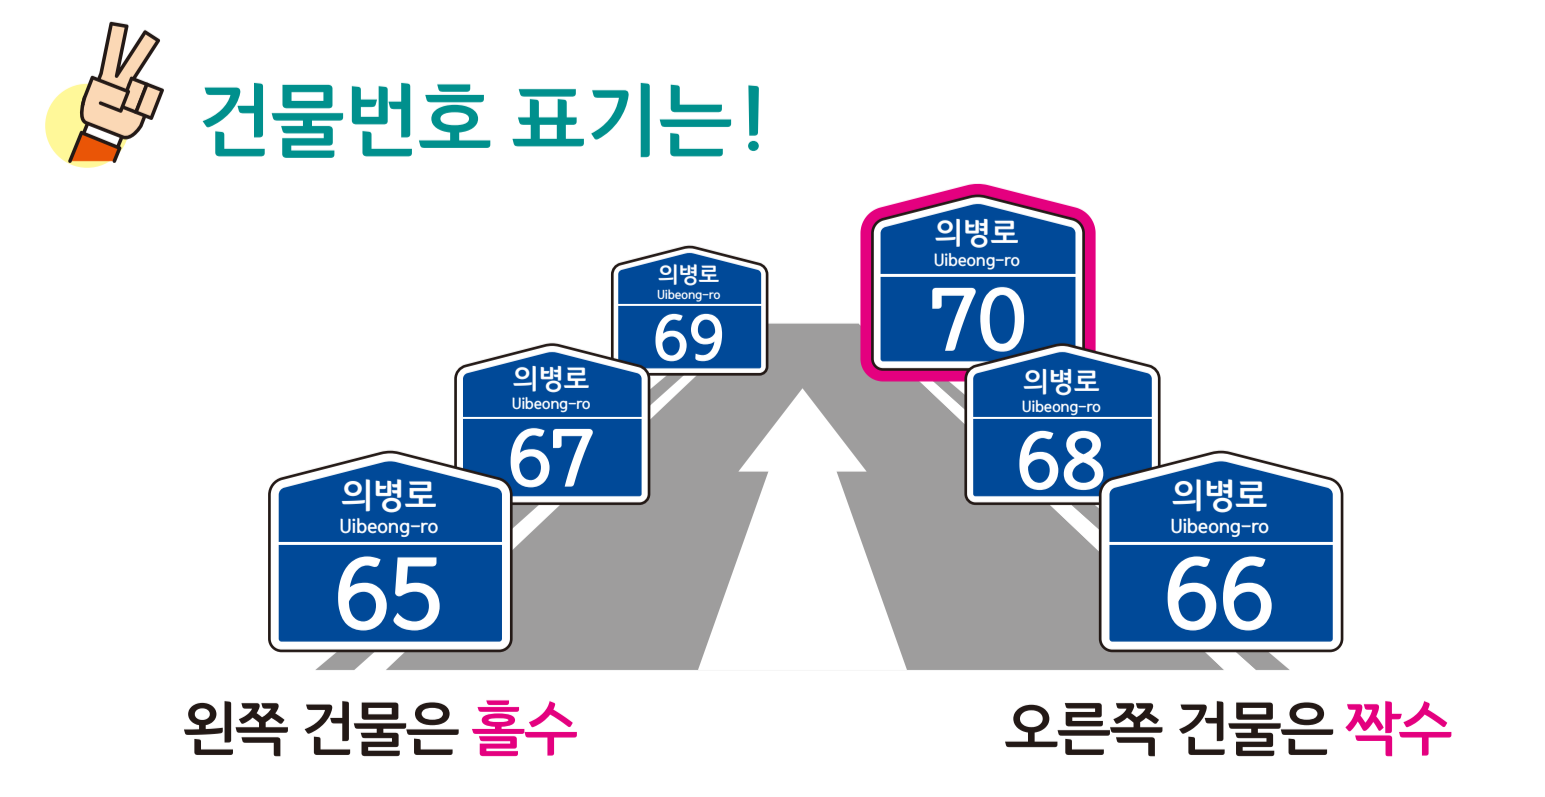 건물번호 표기는!
의병로
Uibeong-ro
70
의병로
Uibeong-ro
69
의병로
Uibeong-ro
67
의병로
Uibeong-ro
68
의병로
Uibeong-ro
65
의병로
Uibeong-ro
66
왼쪽 건물은 홀수
오른쪽 건물은 짝수